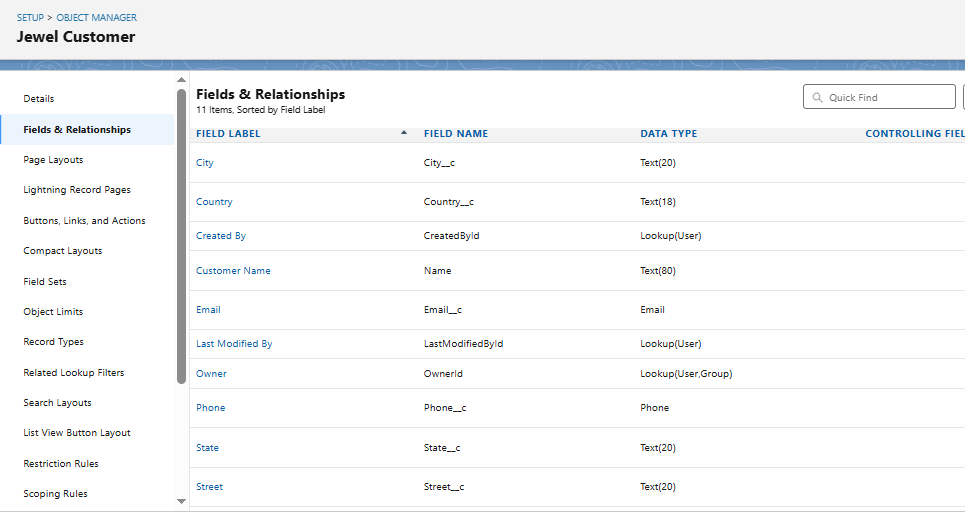 SETUP > OBJECT MANAGER
Jewel Customer
Details
Fields & Relationships
Page Layouts
Lightning Record Pages
Buttons, Links, and Actions
Compact Layouts
Field Sets
Object Limits
Record Types
Related Lookup Filters
Search Layouts
List View Button Layout
Restriction Rules
Scoping Rules
Fields & Relationships
11 Items, Sorted by Field Label
Quick Find
FIELD LABEL FIELD NAME DATA TYPE CONTROLLING FIEL
City City__c Text(20)
Country Country__c Text(18)
Created By CreatedById Lookup(User)
Customer Name Name Text(80)
Email Email__c Email
Last Modified By LastModifiedById Lookup(User)
Owner OwnerId Lookup(User,Group)
Phone Phone__c Phone
State State__c Text(20)
Street Street__c Text(20)